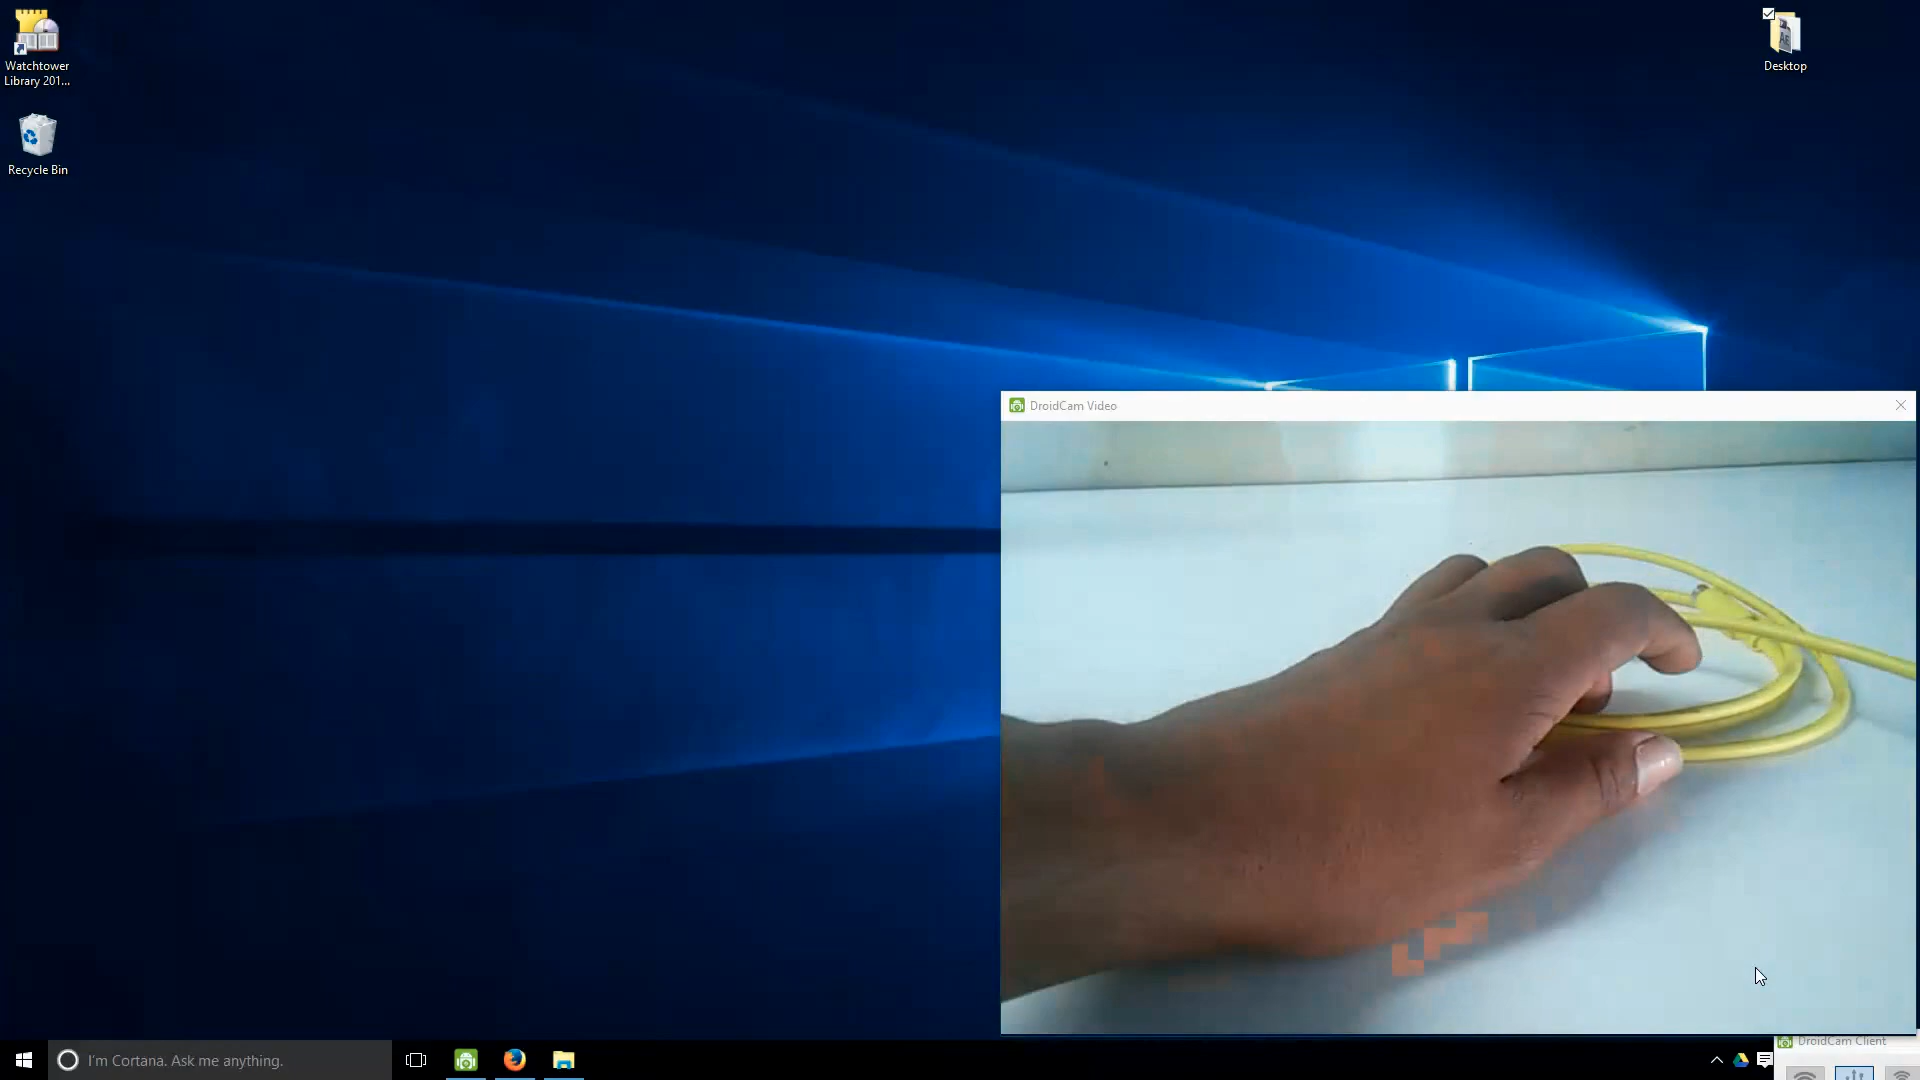 Watchtower
Library 201...
Recycle Bin
Desktop
DroidCam Video
I'm Cortana. Ask me anything.
DroidCam Client